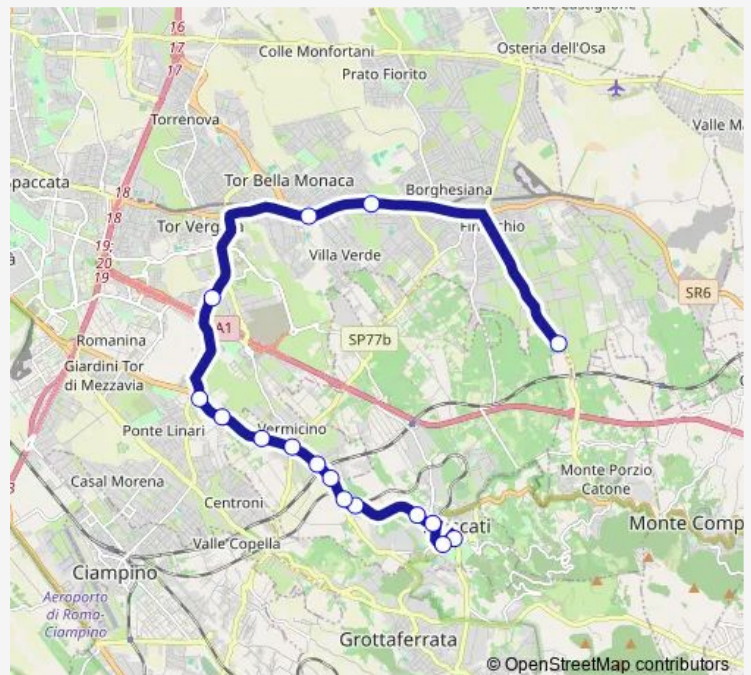 16
17
17
Colle Monfortani
Osteria dell'Osa
Prato Fiorito
Torrenova
Valle M
paccata
18
18
Tor Bella Monaca
Borghesiana
Tor Verg
Villa Verde
19;
20
19
A1
SR6
SP77b
Romanina
Giardini Tor
di Mezzavia
Ponte Linari
Vermicino
Casal Morena
Monte Porzio
Catone
Centroni
Monte Comp
Valle Copella
Ciampino
Aeroporto
di Roma-
Ciampino
Grottaferrata
© OpenStreetMap contributors